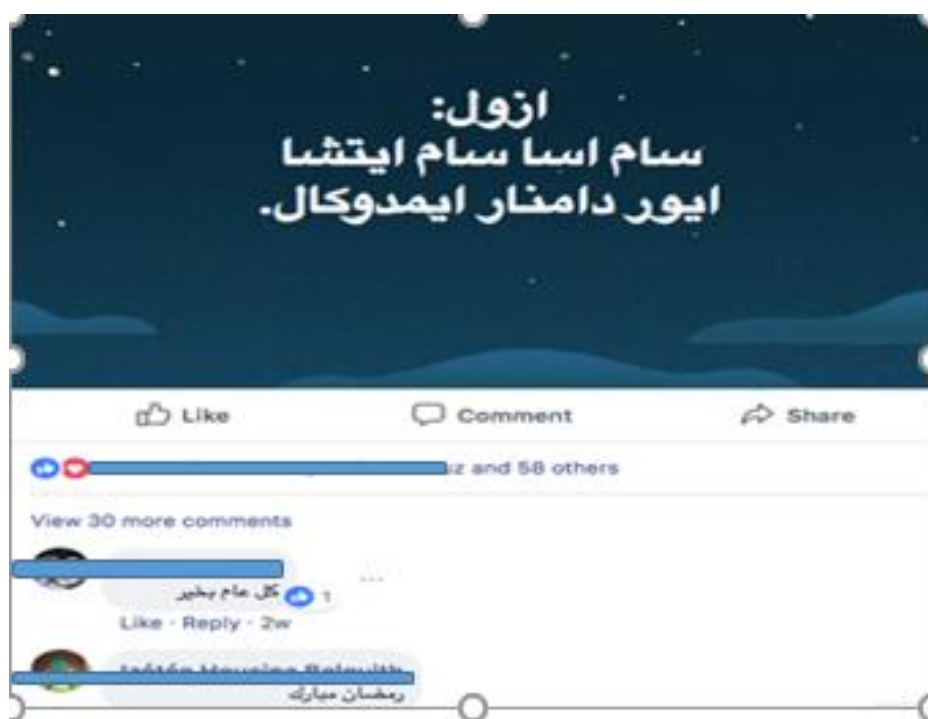 ازول:
سام اسا سام ايتشا
ايور دامنار ايمدوكال.
Like Comment Share
and 58 others
View 30 more comments
كل عام بخير
1
Like · Reply · 2w
رمضان مبارك